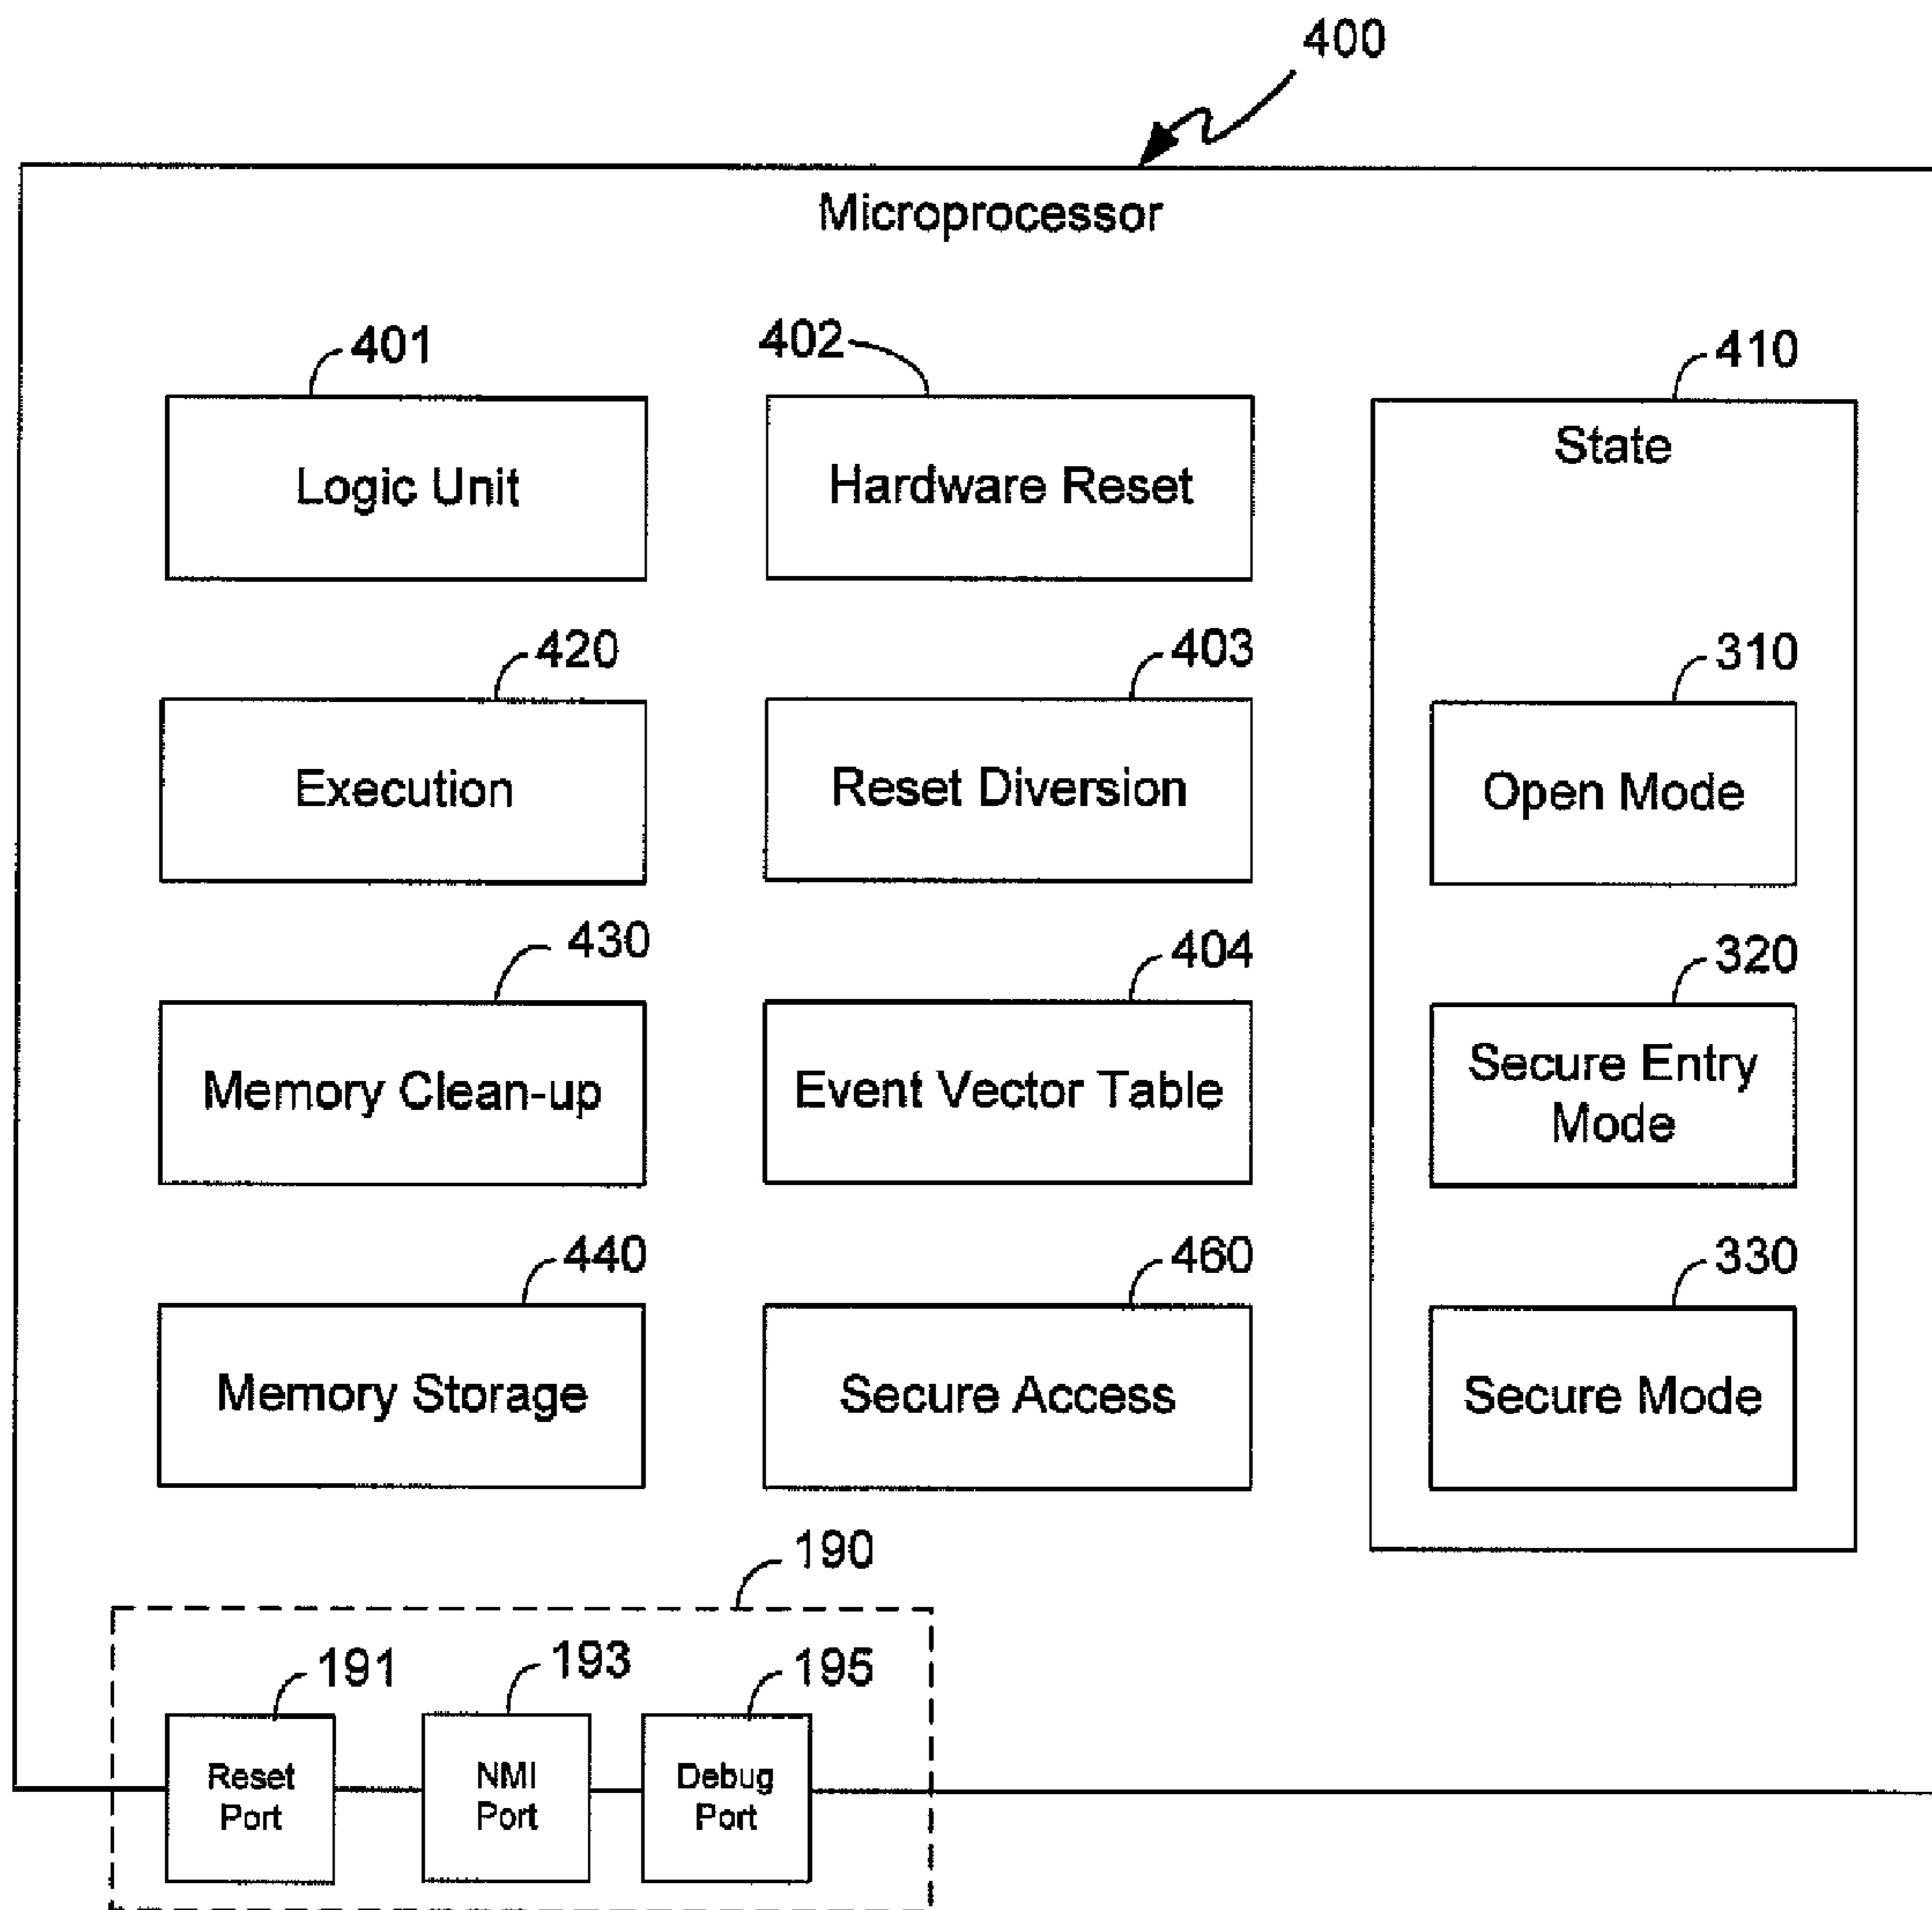 400
Microprocessor
401
402
410
Logic Unit
Hardware Reset
State
420
403
310
Execution
Reset Diversion
Open Mode
430
404
320
Memory Clean-up
Event Vector Table
Secure Entry
Mode
440
460
330
Memory Storage
Secure Access
Secure Mode
190
191
193
195
Reset
Port
NMI
Port
Debug
Port